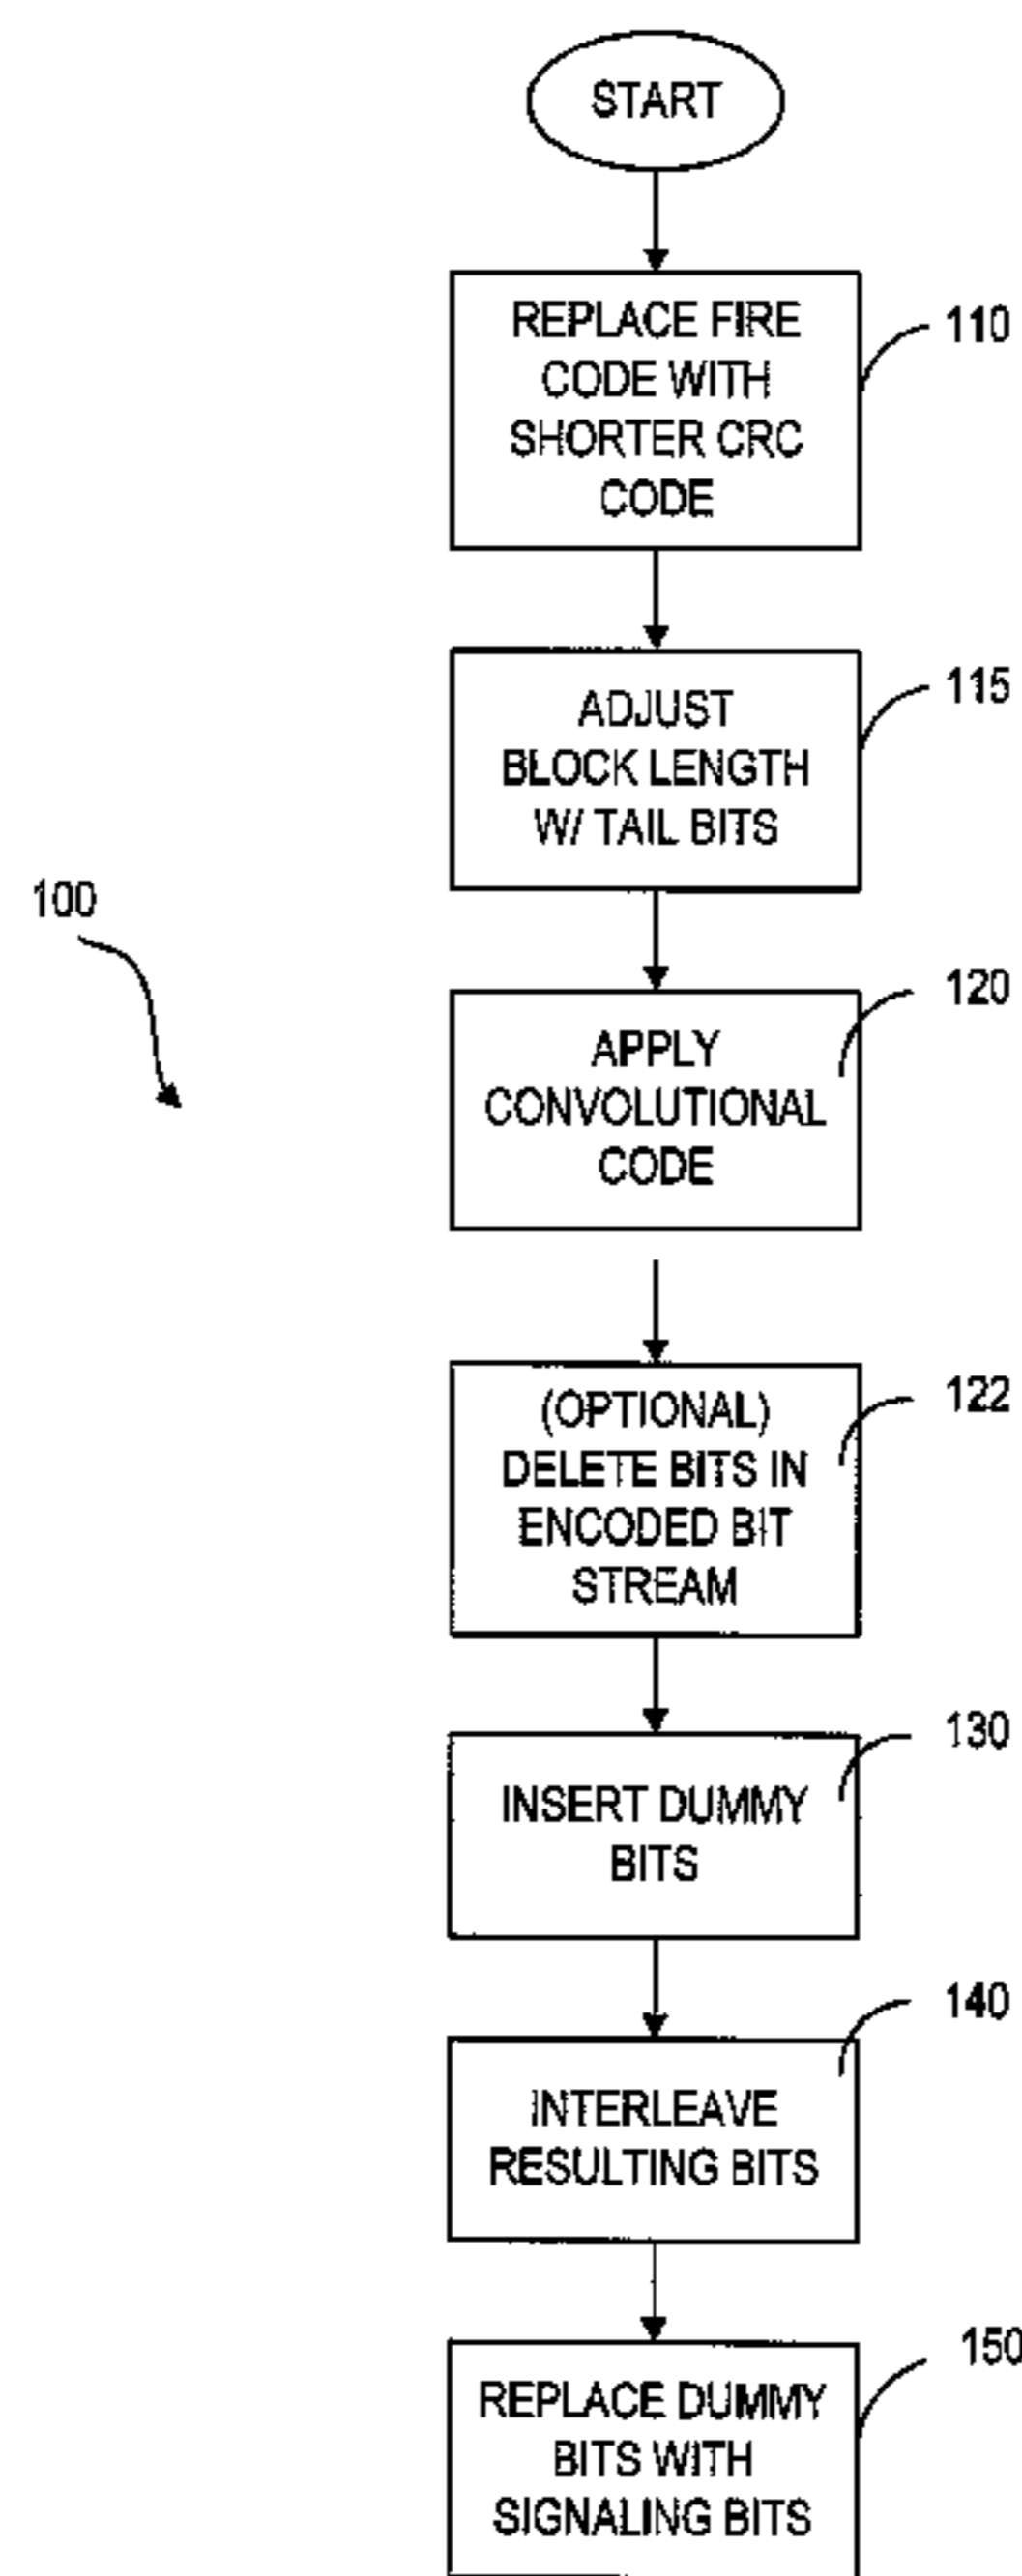 START
REPLACE FIRE
CODE WITH
SHORTER CRC
CODE
110
ADJUST
BLOCK LENGTH
W/ TAIL BITS
115
100
APPLY
CONVOLUTIONAL
CODE
120
(OPTIONAL)
DELETE BITS IN
ENCODED BIT
STREAM
122
INSERT DUMMY
BITS
130
INTERLEAVE
RESULTING BITS
140
REPLACE DUMMY
BITS WITH
SIGNALING BITS
150